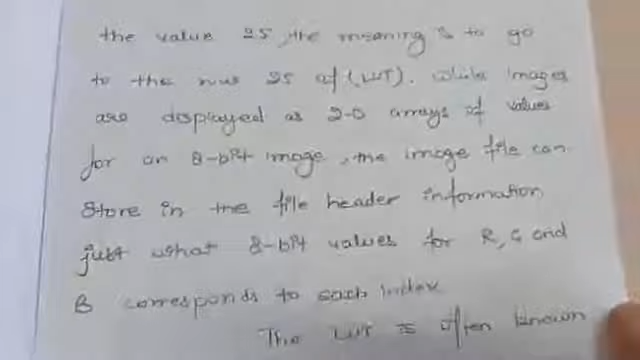 the value 25, the meaning is to go
to the row 25 of (LUT). While images
are displayed as 2-D arrays of values
for an 8-bit image, the image file can
Store in the file header information
just what 8-bit values for R, G and
B corresponds to each index
The LUT is often known